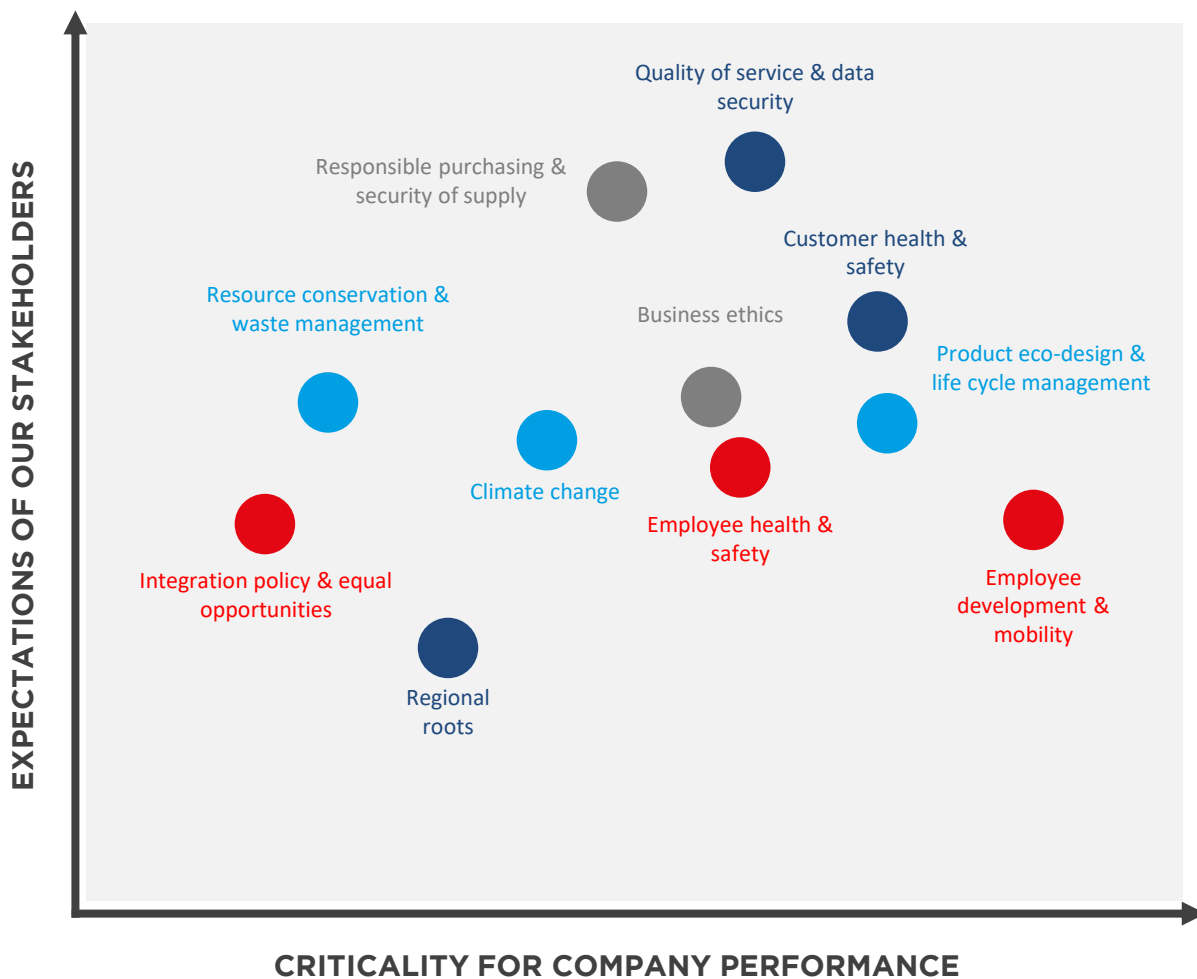 EXPECTATIONS OF OUR STAKEHOLDERS
Quality of service & data
security
Responsible purchasing &
security of supply
Customer health &
safety
Resource conservation &
waste management
Business ethics
Product eco-design &
life cycle management
Climate change
Employee health &
safety
Integration policy & equal
opportunities
Employee
development &
mobility
Regional
roots
CRITICALITY FOR COMPANY PERFORMANCE